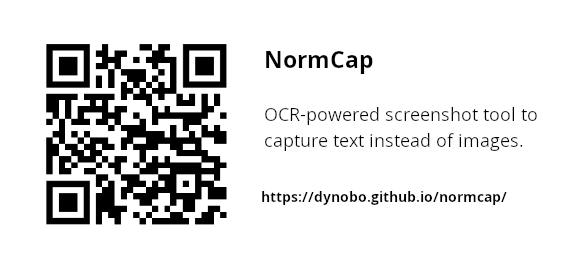 NormCap
OCR-powered screenshot tool to
capture text instead of images.
https://dynobo.github.io/normcap/